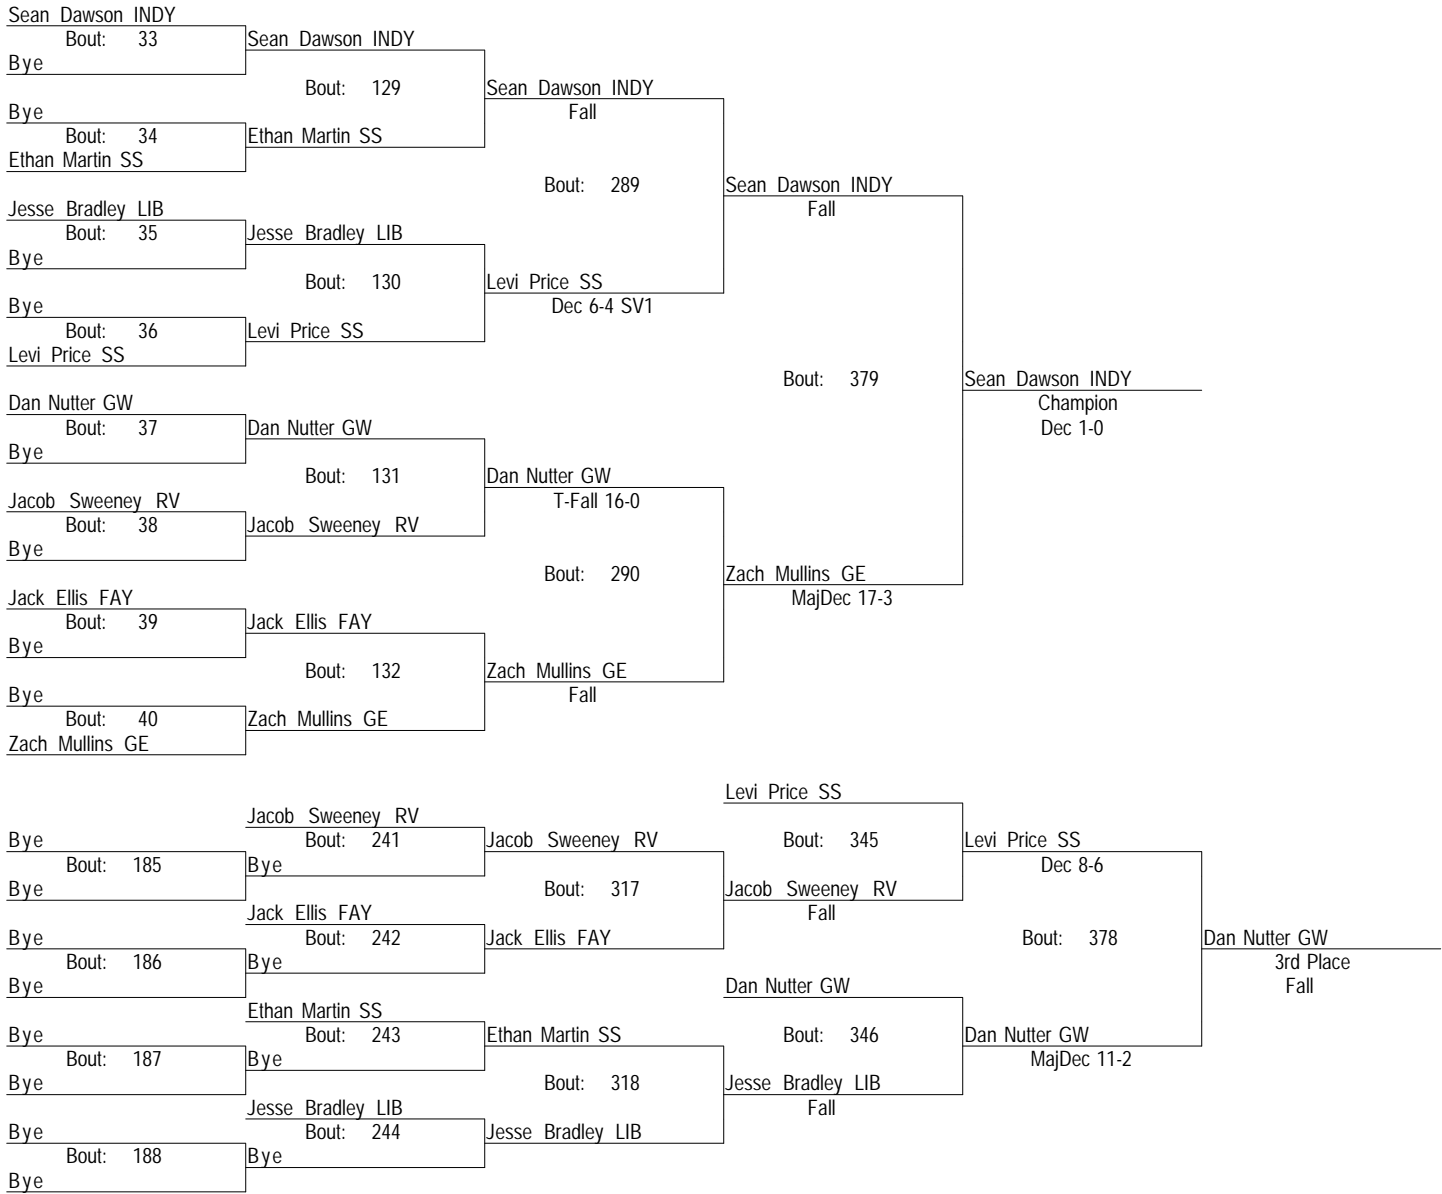 Sean Dawson INDY
Bout: 33
Sean Dawson INDY
Bye
Bout: 129
Sean Dawson INDY
Bye
Fall
Bout: 34
Ethan Martin SS
Ethan Martin SS
Bout: 289
Sean Dawson INDY
Jesse Bradley LIB
Fall
Bout: 35
Jesse Bradley LIB
Bye
Bout: 130
Levi Price SS
Bye
Dec 6-4 SV1
Bout: 36
Levi Price SS
Levi Price SS
Bout: 379
Sean Dawson INDY
Dan Nutter GW
Champion
Bout: 37
Dan Nutter GW
Dec 1-0
Bye
Bout: 131
Dan Nutter GW
Jacob Sweeney RV
T-Fall 16-0
Bout: 38
Jacob Sweeney RV
Bye
Bout: 290
Zach Mullins GE
Jack Ellis FAY
MajDec 17-3
Bout: 39
Jack Ellis FAY
Bye
Bout: 132
Zach Mullins GE
Bye
Fall
Bout: 40
Zach Mullins GE
Zach Mullins GE
Levi Price SS
Jacob Sweeney RV
Bye
Bout: 241
Jacob Sweeney RV
Bout: 345
Levi Price SS
Bout: 185
Bye
Dec 8-6
Bye
Bout: 317
Jacob Sweeney RV
Jack Ellis FAY
Fall
Bye
Bout: 242
Jack Ellis FAY
Bout: 378
Dan Nutter GW
Bout: 186
Bye
3rd Place
Bye
Dan Nutter GW
Fall
Ethan Martin SS
Bye
Bout: 243
Ethan Martin SS
Bout: 346
Dan Nutter GW
Bout: 187
Bye
MajDec 11-2
Bye
Bout: 318
Jesse Bradley LIB
Jesse Bradley LIB
Fall
Bye
Bout: 244
Jesse Bradley LIB
Bout: 188
Bye
Bye